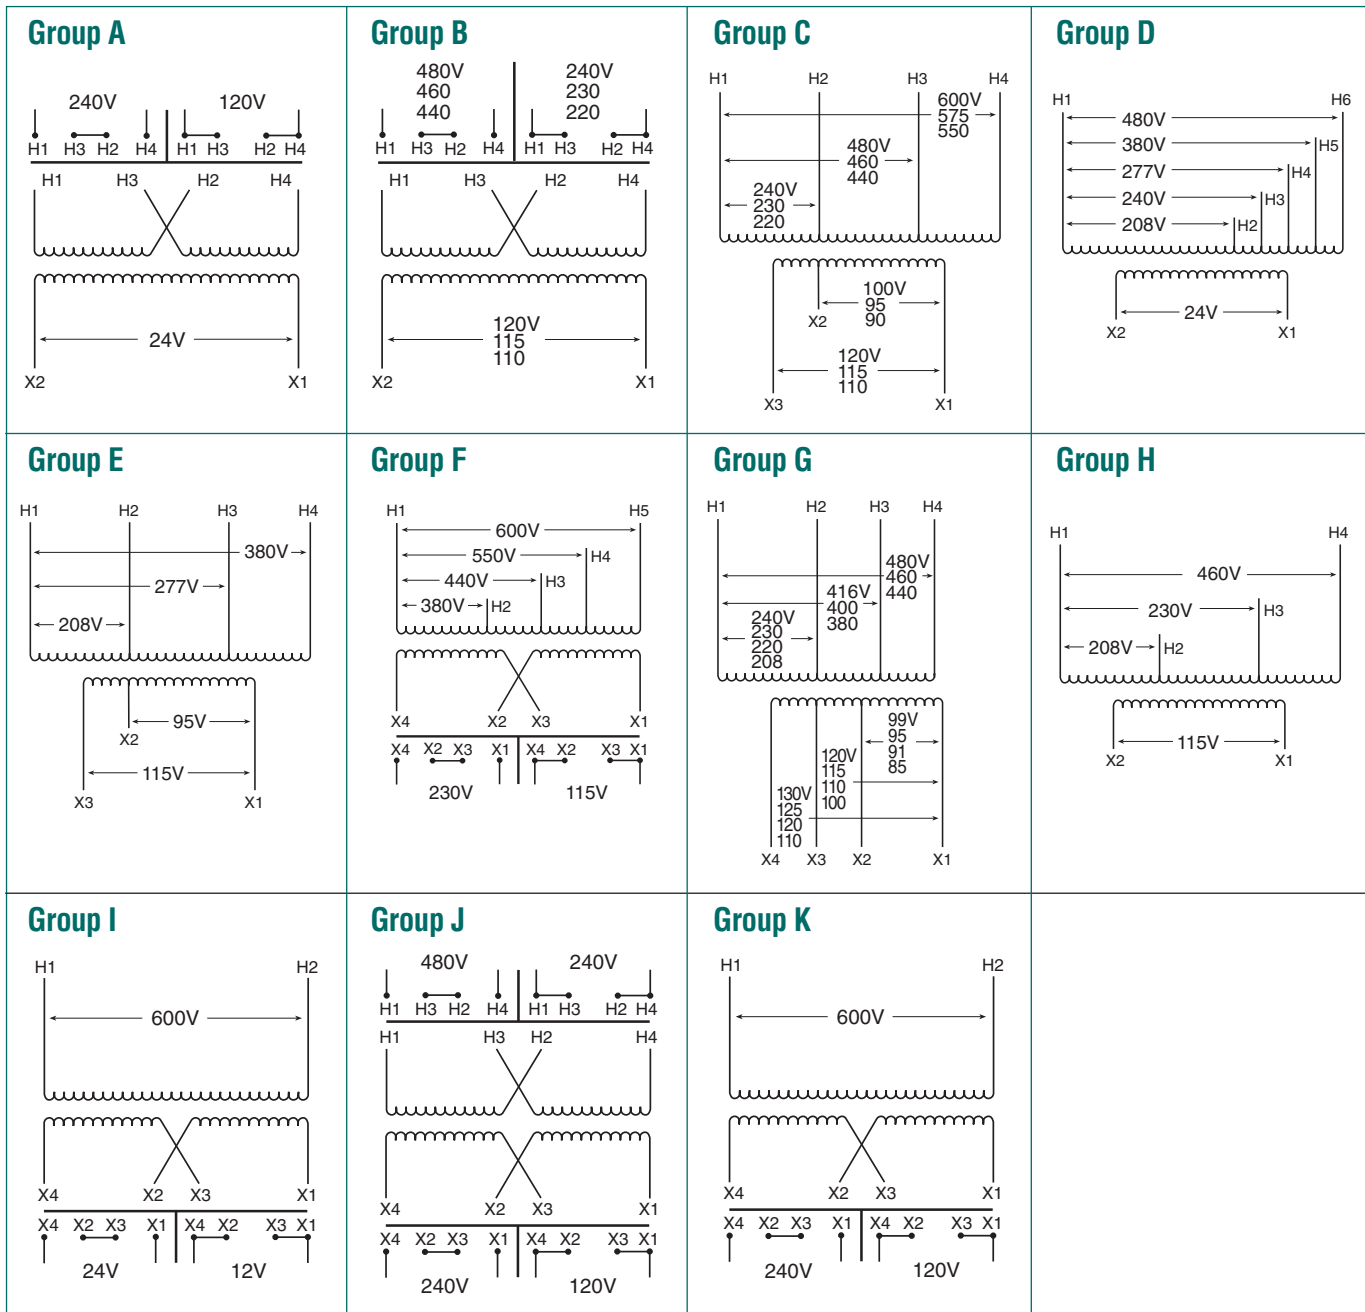 Group A
240V 120V
H1 H3 H2 H4 H1 H3 H2 H4
H1 H3 H2 H4
24V
X2 X1
Group B
480V 240V
460 230
440 220
H1 H3 H2 H4 H1 H3 H2 H4
H1 H3 H2 H4
120V
115
110
X2 X1
Group C
H1 H2 H3 H4
600V
575
550
480V
460
440
240V
230
220
100V
95
90
X2
120V
115
110
X3 X1
Group D
H1 H6
480V
380V H5
277V H4
240V H3
208V H2
24V
X2 X1
Group E
H1 H2 H3 H4
380V
277V
208V
95V
X2
115V
X3 X1
Group F
H1 H5
600V
550V H4
440V H3
380V H2
X4 X2 X3 X1
X4 X2 X3 X1 X4 X2 X3 X1
230V 115V
Group G
H1 H2 H3 H4
480V
460
440
416V
400
380
240V
230
220
208
99V
95
91
85
120V
115
110
100
130V
125
120
110
X4 X3 X2 X1
Group H
H1 H4
460V
230V H3
208V H2
115V
X2 X1
Group I
H1 H2
600V
X4 X2 X3 X1
X4 X2 X3 X1 X4 X2 X3 X1
24V 12V
Group J
480V 240V
H1 H3 H2 H4 H1 H3 H2 H4
H1 H3 H2 H4
X4 X2 X3 X1
X4 X2 X3 X1 X4 X2 X3 X1
240V 120V
Group K
H1 H2
600V
X4 X2 X3 X1
X4 X2 X3 X1 X4 X2 X3 X1
240V 120V